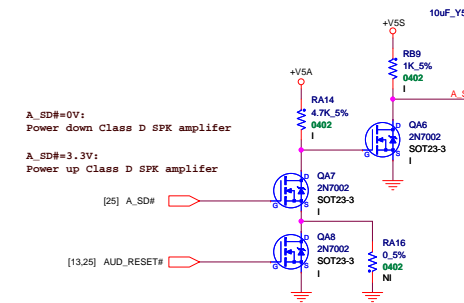 10uF_Y5
+V5S
RB9
1K_5%
0402
I
A_S
+V5A
RA14
4.7K_5%
0402
I
A_SD#=0V:
Power down Class D SPK amplifer
A_SD#=3.3V:
Power up Class D SPK amplifer
D
G
S
QA6
2N7002
SOT23-3
I
[25] A_SD#
D
G
S
QA7
2N7002
SOT23-3
I
[13,25] AUD_RESET#
D
G
S
QA8
2N7002
SOT23-3
I
RA16
0_5%
0402
NI